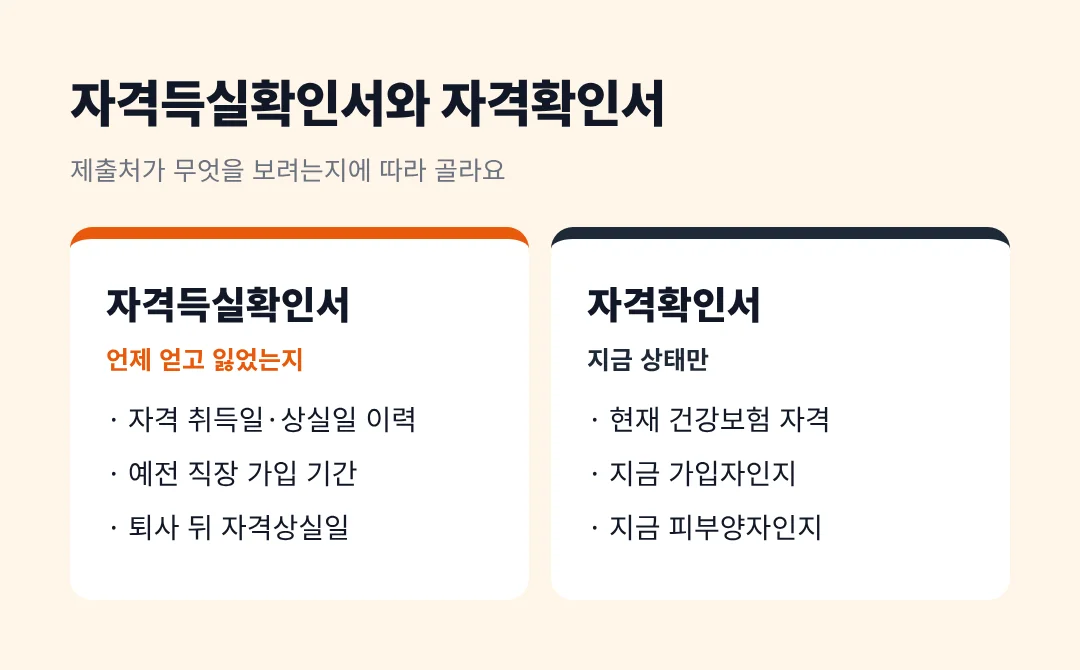 자격득실확인서와 자격확인서
제출처가 무엇을 보려는지에 따라 골라요
자격득실확인서
언제 얻고 잃었는지
· 자격 취득일·상실일 이력
· 예전 직장 가입 기간
· 퇴사 뒤 자격상실일
자격확인서
지금 상태만
· 현재 건강보험 자격
· 지금 가입자인지
· 지금 피부양자인지